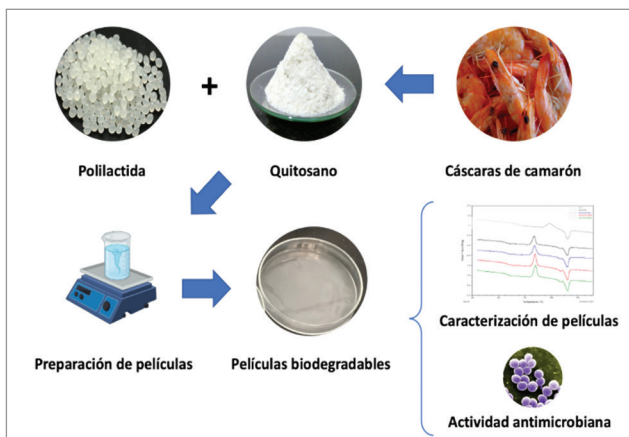 +
Polilactida
Quitosano
Cáscaras de camarón
Preparación de películas
Películas biodegradables
Caracterización de películas
Actividad antimicrobiana